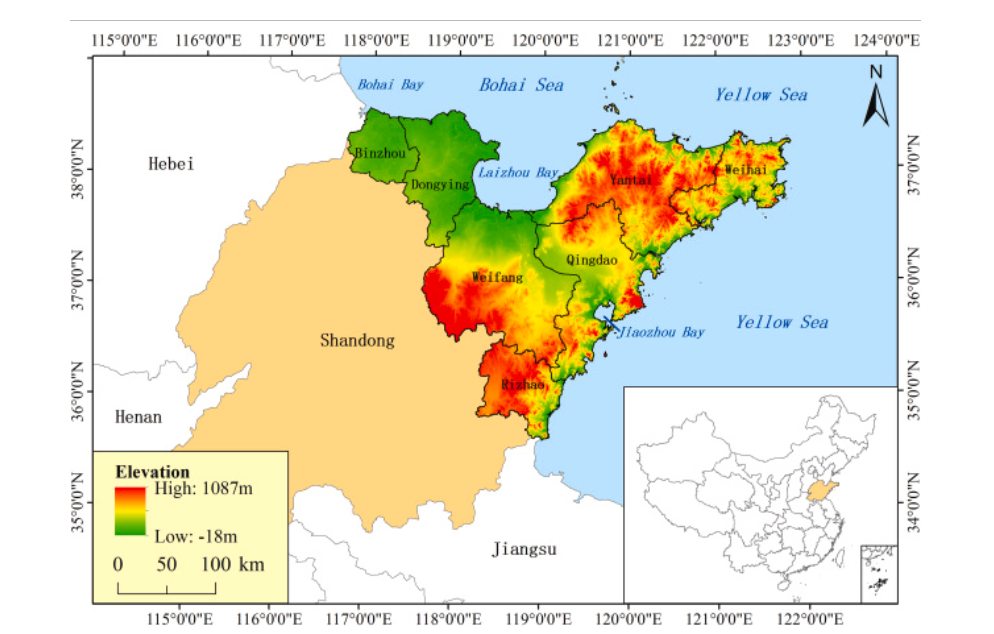 115°0'0"E 116°0'0"E 117°0'0"E 118°0'0"E 119°0'0"E 120°0'0"E 121°0'0"E 122°0'0"E 123°0'0"E 124°0'0"E
N
Bohai Bay
Bohai Sea
Yellow Sea
Hebei
Binzhou
Dongying
Laizhou Bay
Yantai
Weihai
Qingdao
Weifang
Shandong
Jiaozhou Bay
Yellow Sea
Rizhao
Henan
Jiangsu
38°0'0"N
37°0'0"N
36°0'0"N
35°0'0"N
37°0'0"N
36°0'0"N
35°0'0"N
34°0'0"N
Elevation
High: 1087m
Low: -18m
0 50 100 km
115°0'0"E 116°0'0"E 117°0'0"E 118°0'0"E 119°0'0"E 120°0'0"E 121°0'0"E 122°0'0"E